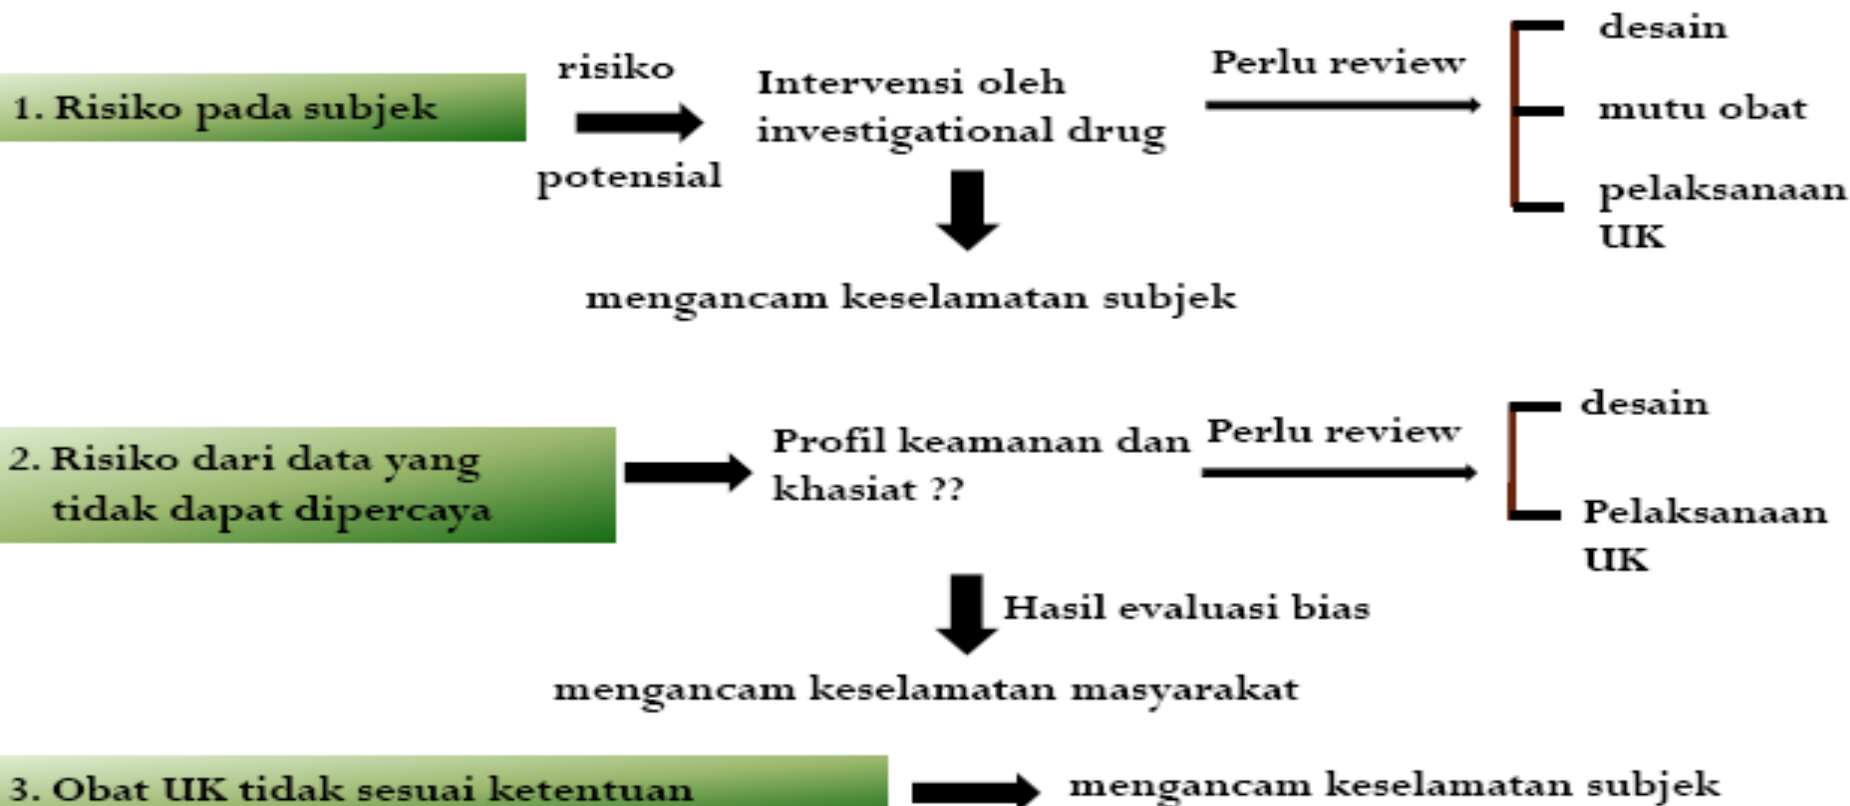 1. Risiko pada subjek
risiko
potensial
Intervensi oleh
investigational drug
Perlu review
desain
mutu obat
pelaksanaan
UK
mengancam keselamatan subjek
2. Risiko dari data yang
tidak dapat dipercaya
Profil keamanan dan
khasiat ??
Perlu review
desain
Pelaksanaan
UK
Hasil evaluasi bias
mengancam keselamatan masyarakat
3. Obat UK tidak sesuai ketentuan
mengancam keselamatan subjek